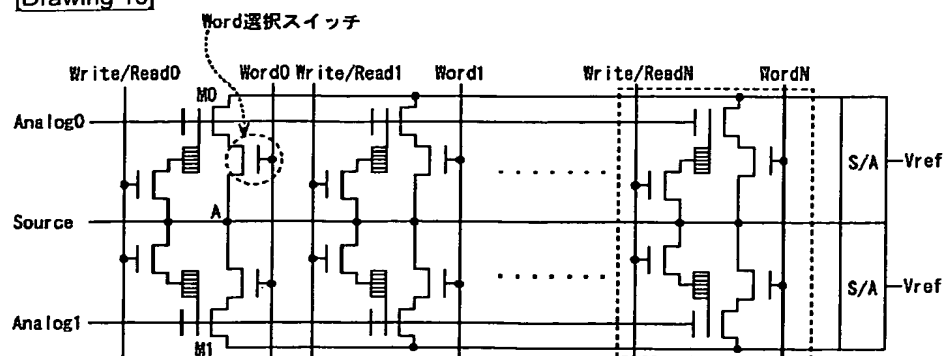 [Drawing 10]
Word選択スイッチ
Write/Read0 Word0 Write/Read1 Word1 Write/ReadN WordN
M0
Analog0
S/A Vref
A
Source
S/A Vref
Analog1
M1